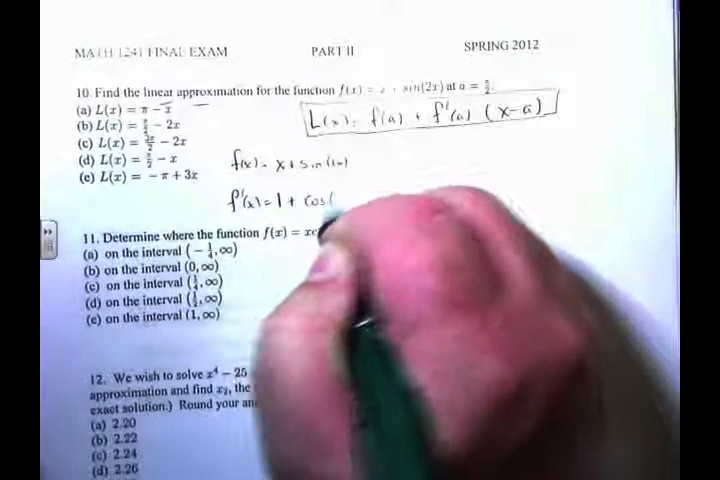 MATH 1241 FINAL EXAM PART II SPRING 2012
10. Find the linear approximation for the function f(x) = x + sin(2x) at a = π/2.
(a) L(x) = π − x
L(x) = f(a) + f'(a) (x-a)
(b) L(x) = π/2 − 2x
(c) L(x) = 3π/2 − 2x
(d) L(x) = π/2 − x
f(x) = x + sin(2x)
(e) L(x) = −π + 3x
f'(x) = 1 + cos(
11. Determine where the function f(x) =
(a) on the interval (−1/4, ∞)
(b) on the interval (0, ∞)
(c) on the interval (1/4, ∞)
(d) on the interval (1/2, ∞)
(e) on the interval (1, ∞)
12. We wish to solve x⁴ − 25
approximation and find x₂, the
exact solution.) Round your
(a) 2.20
(b) 2.22
(c) 2.24
(d) 2.26